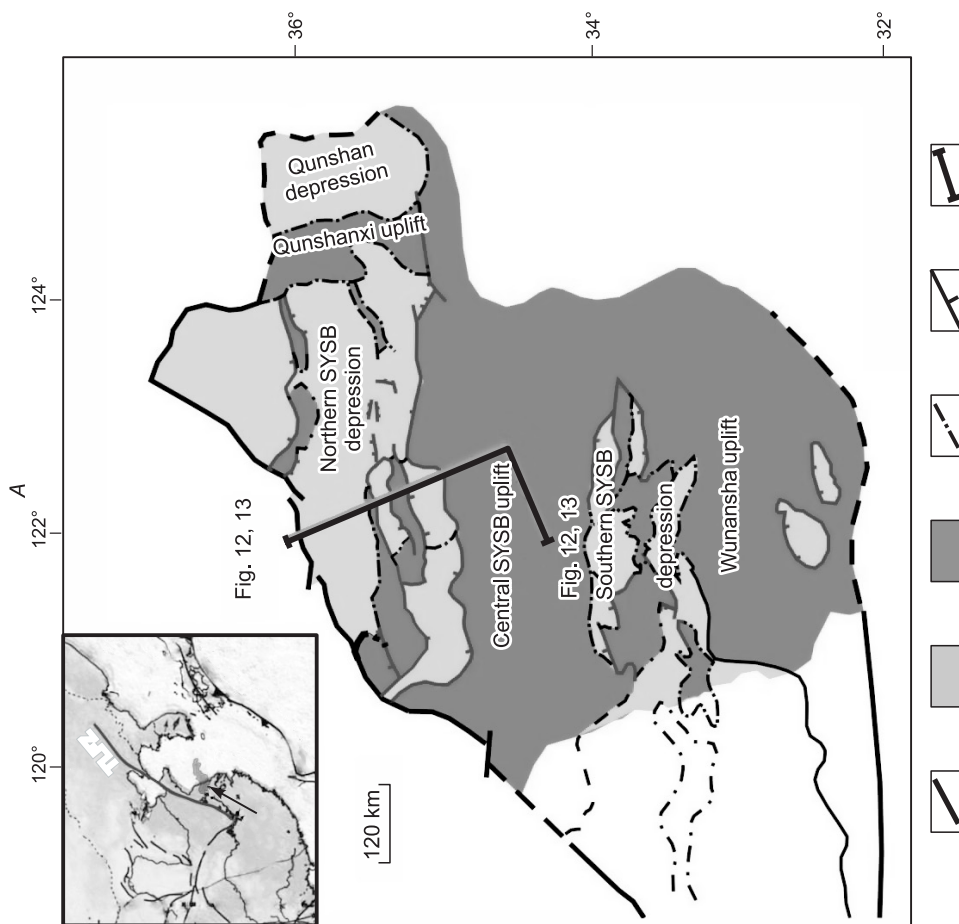 A
36°
34°
32°
124°
122°
120°
Qunshan
depression
Qunshanxi uplift
Northern SYSB
depression
Fig. 12, 13
Central SYSB uplift
Fig. 12, 13
Southern SYSB
depression
Wunansha uplift
TLZ
120 km